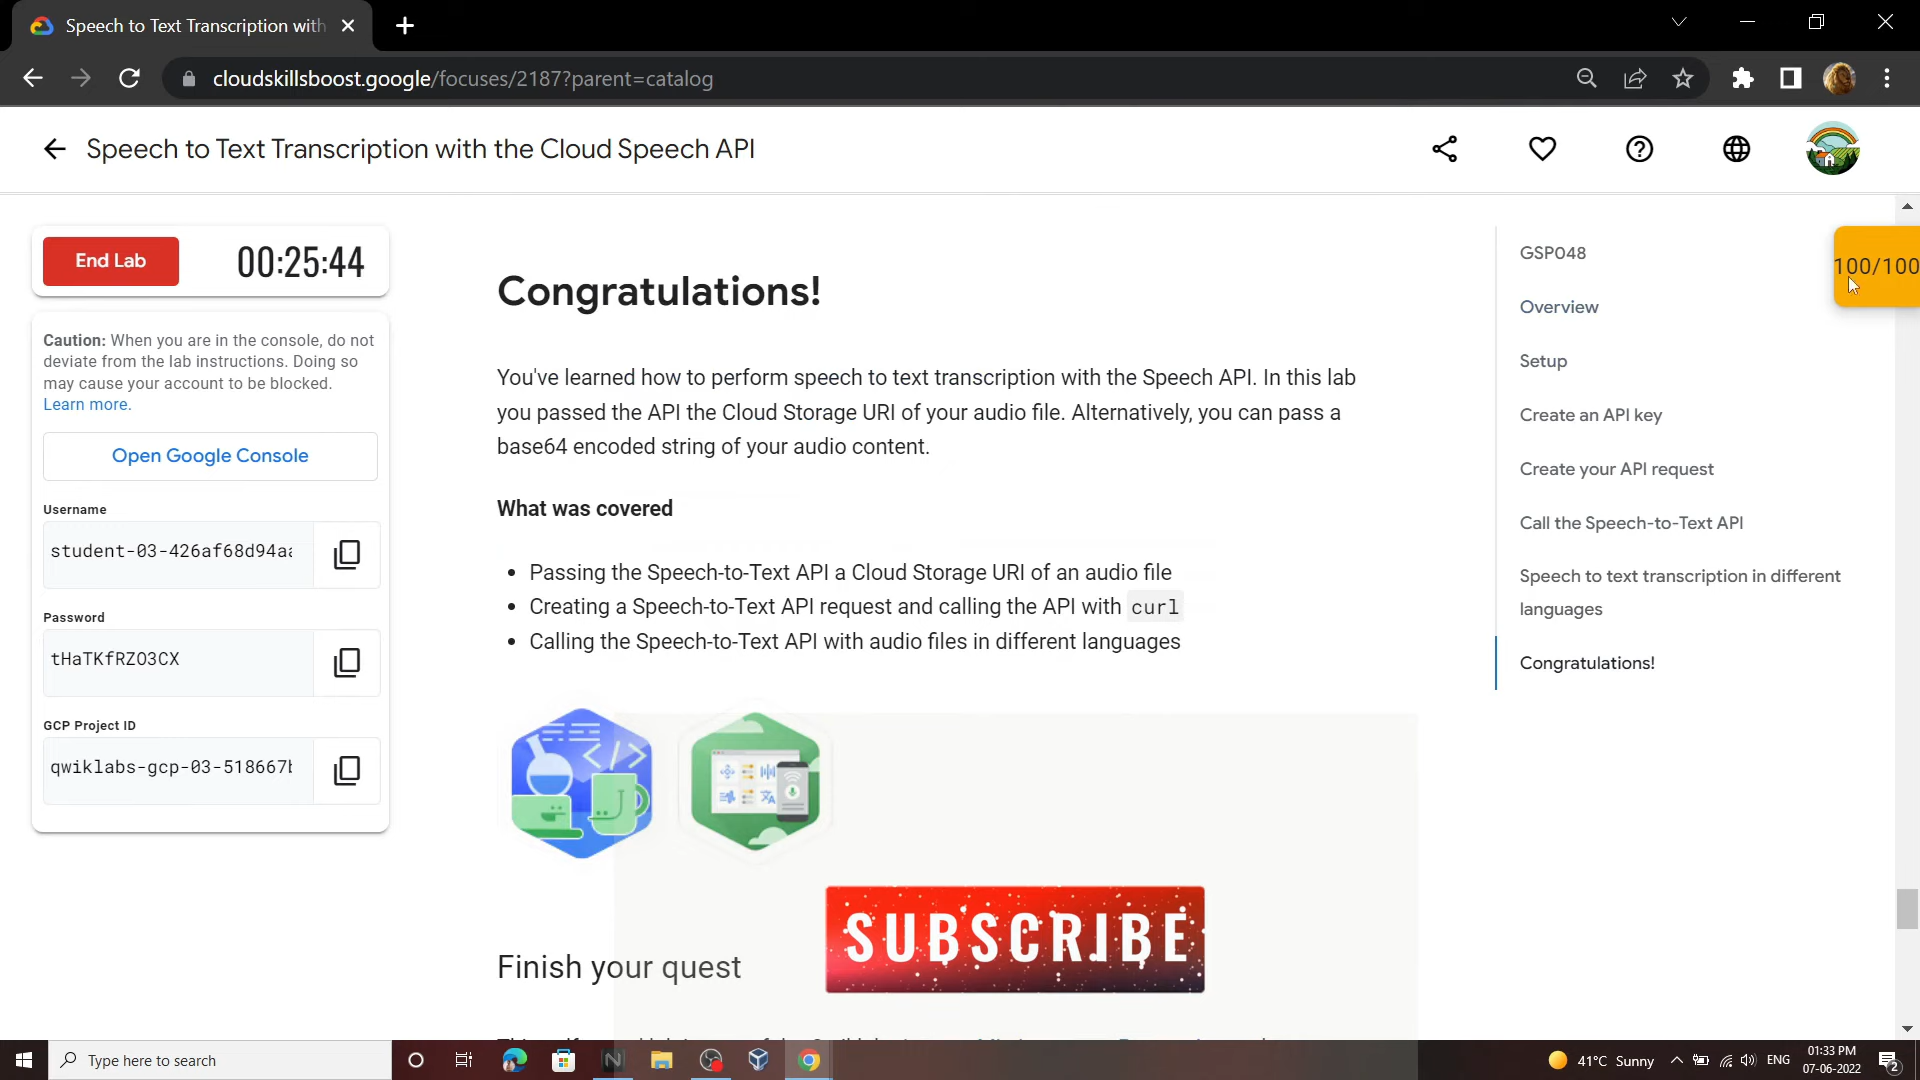 Speech to Text Transcription with
cloudskillsboost.google/focuses/2187?parent=catalog
Speech to Text Transcription with the Cloud Speech API
End Lab
00:25:44
Caution: When you are in the console, do not
deviate from the lab instructions. Doing so
may cause your account to be blocked.
Learn more.
Open Google Console
Username
student-03-426af68d94a
Password
tHaTKfRZO3CX
GCP Project ID
qwiklabs-gcp-03-518667
Congratulations!
You've learned how to perform speech to text transcription with the Speech API. In this lab
you passed the API the Cloud Storage URI of your audio file. Alternatively, you can pass a
base64 encoded string of your audio content.
What was covered
• Passing the Speech-to-Text API a Cloud Storage URI of an audio file
• Creating a Speech-to-Text API request and calling the API with curl
• Calling the Speech-to-Text API with audio files in different languages
SUBSCRIBE
Finish your quest
GSP048
Overview
Setup
Create an API key
Create your API request
Call the Speech-to-Text API
Speech to text transcription in different
languages
Congratulations!
100/100
Type here to search
41°C Sunny
ENG
01:33 PM
07-06-2022
2